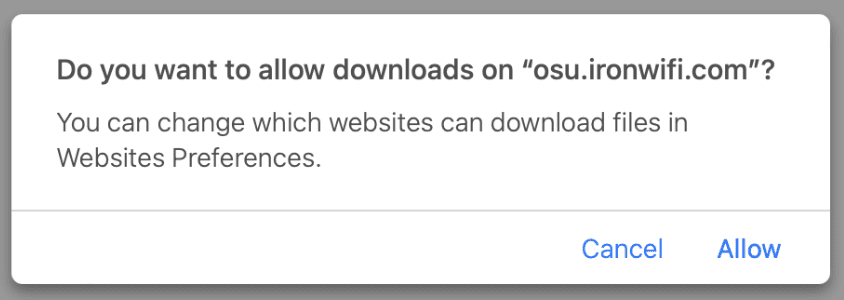 Do you want to allow downloads on “osu.ironwifi.com”?
You can change which websites can download files in
Websites Preferences.
Cancel Allow